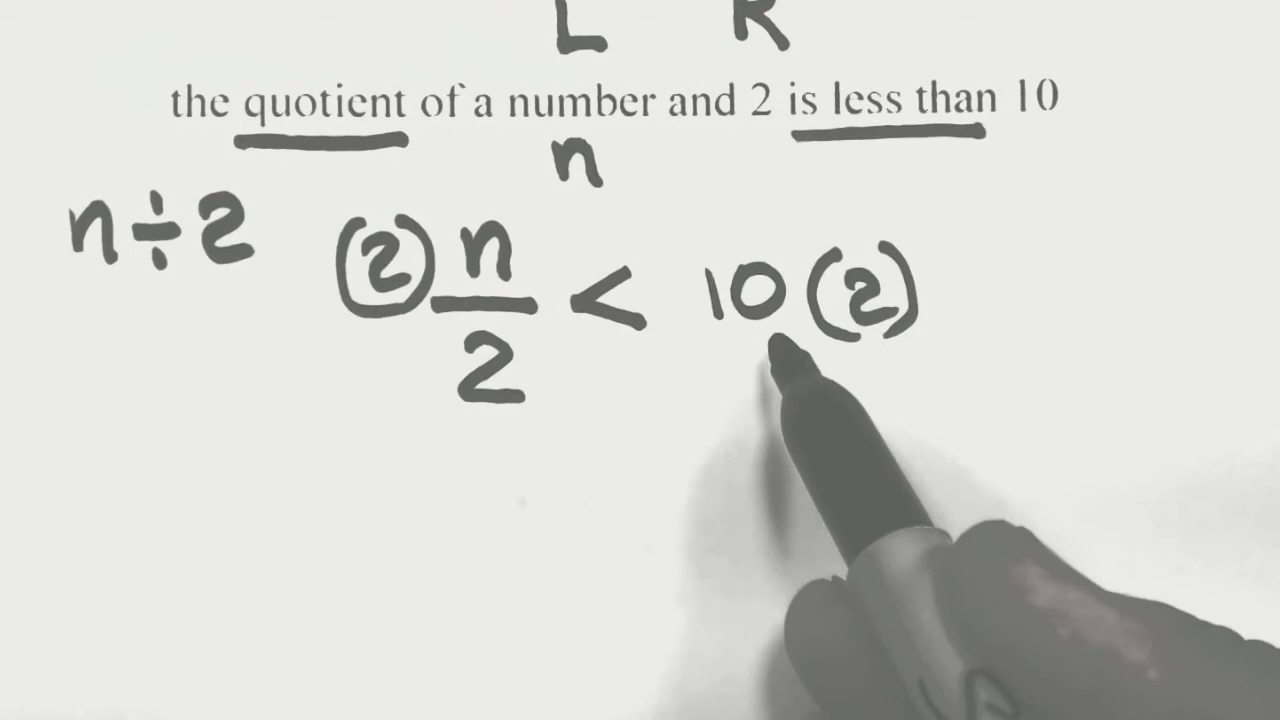 L R
the quotient of a number and 2 is less than 10
n
n÷2 (2) n/2 < 10 (2)